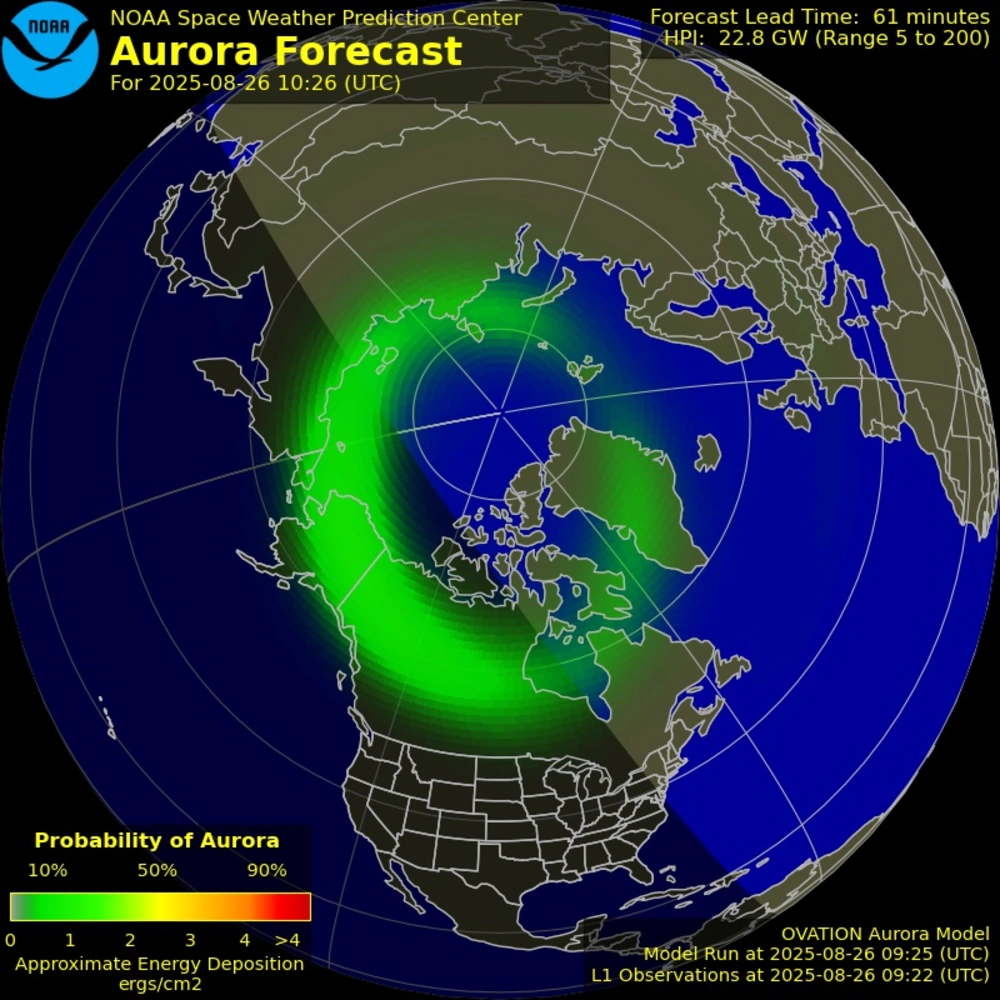 NOAA
NOAA Space Weather Prediction Center
Aurora Forecast
For 2025-08-26 10:26 (UTC)
Forecast Lead Time: 61 minutes
HPI: 22.8 GW (Range 5 to 200)
Probability of Aurora
10% 50% 90%
0 1 2 3 4 >4
Approximate Energy Deposition
ergs/cm2
OVATION Aurora Model
Model Run at 2025-08-26 09:25 (UTC)
L1 Observations at 2025-08-26 09:22 (UTC)